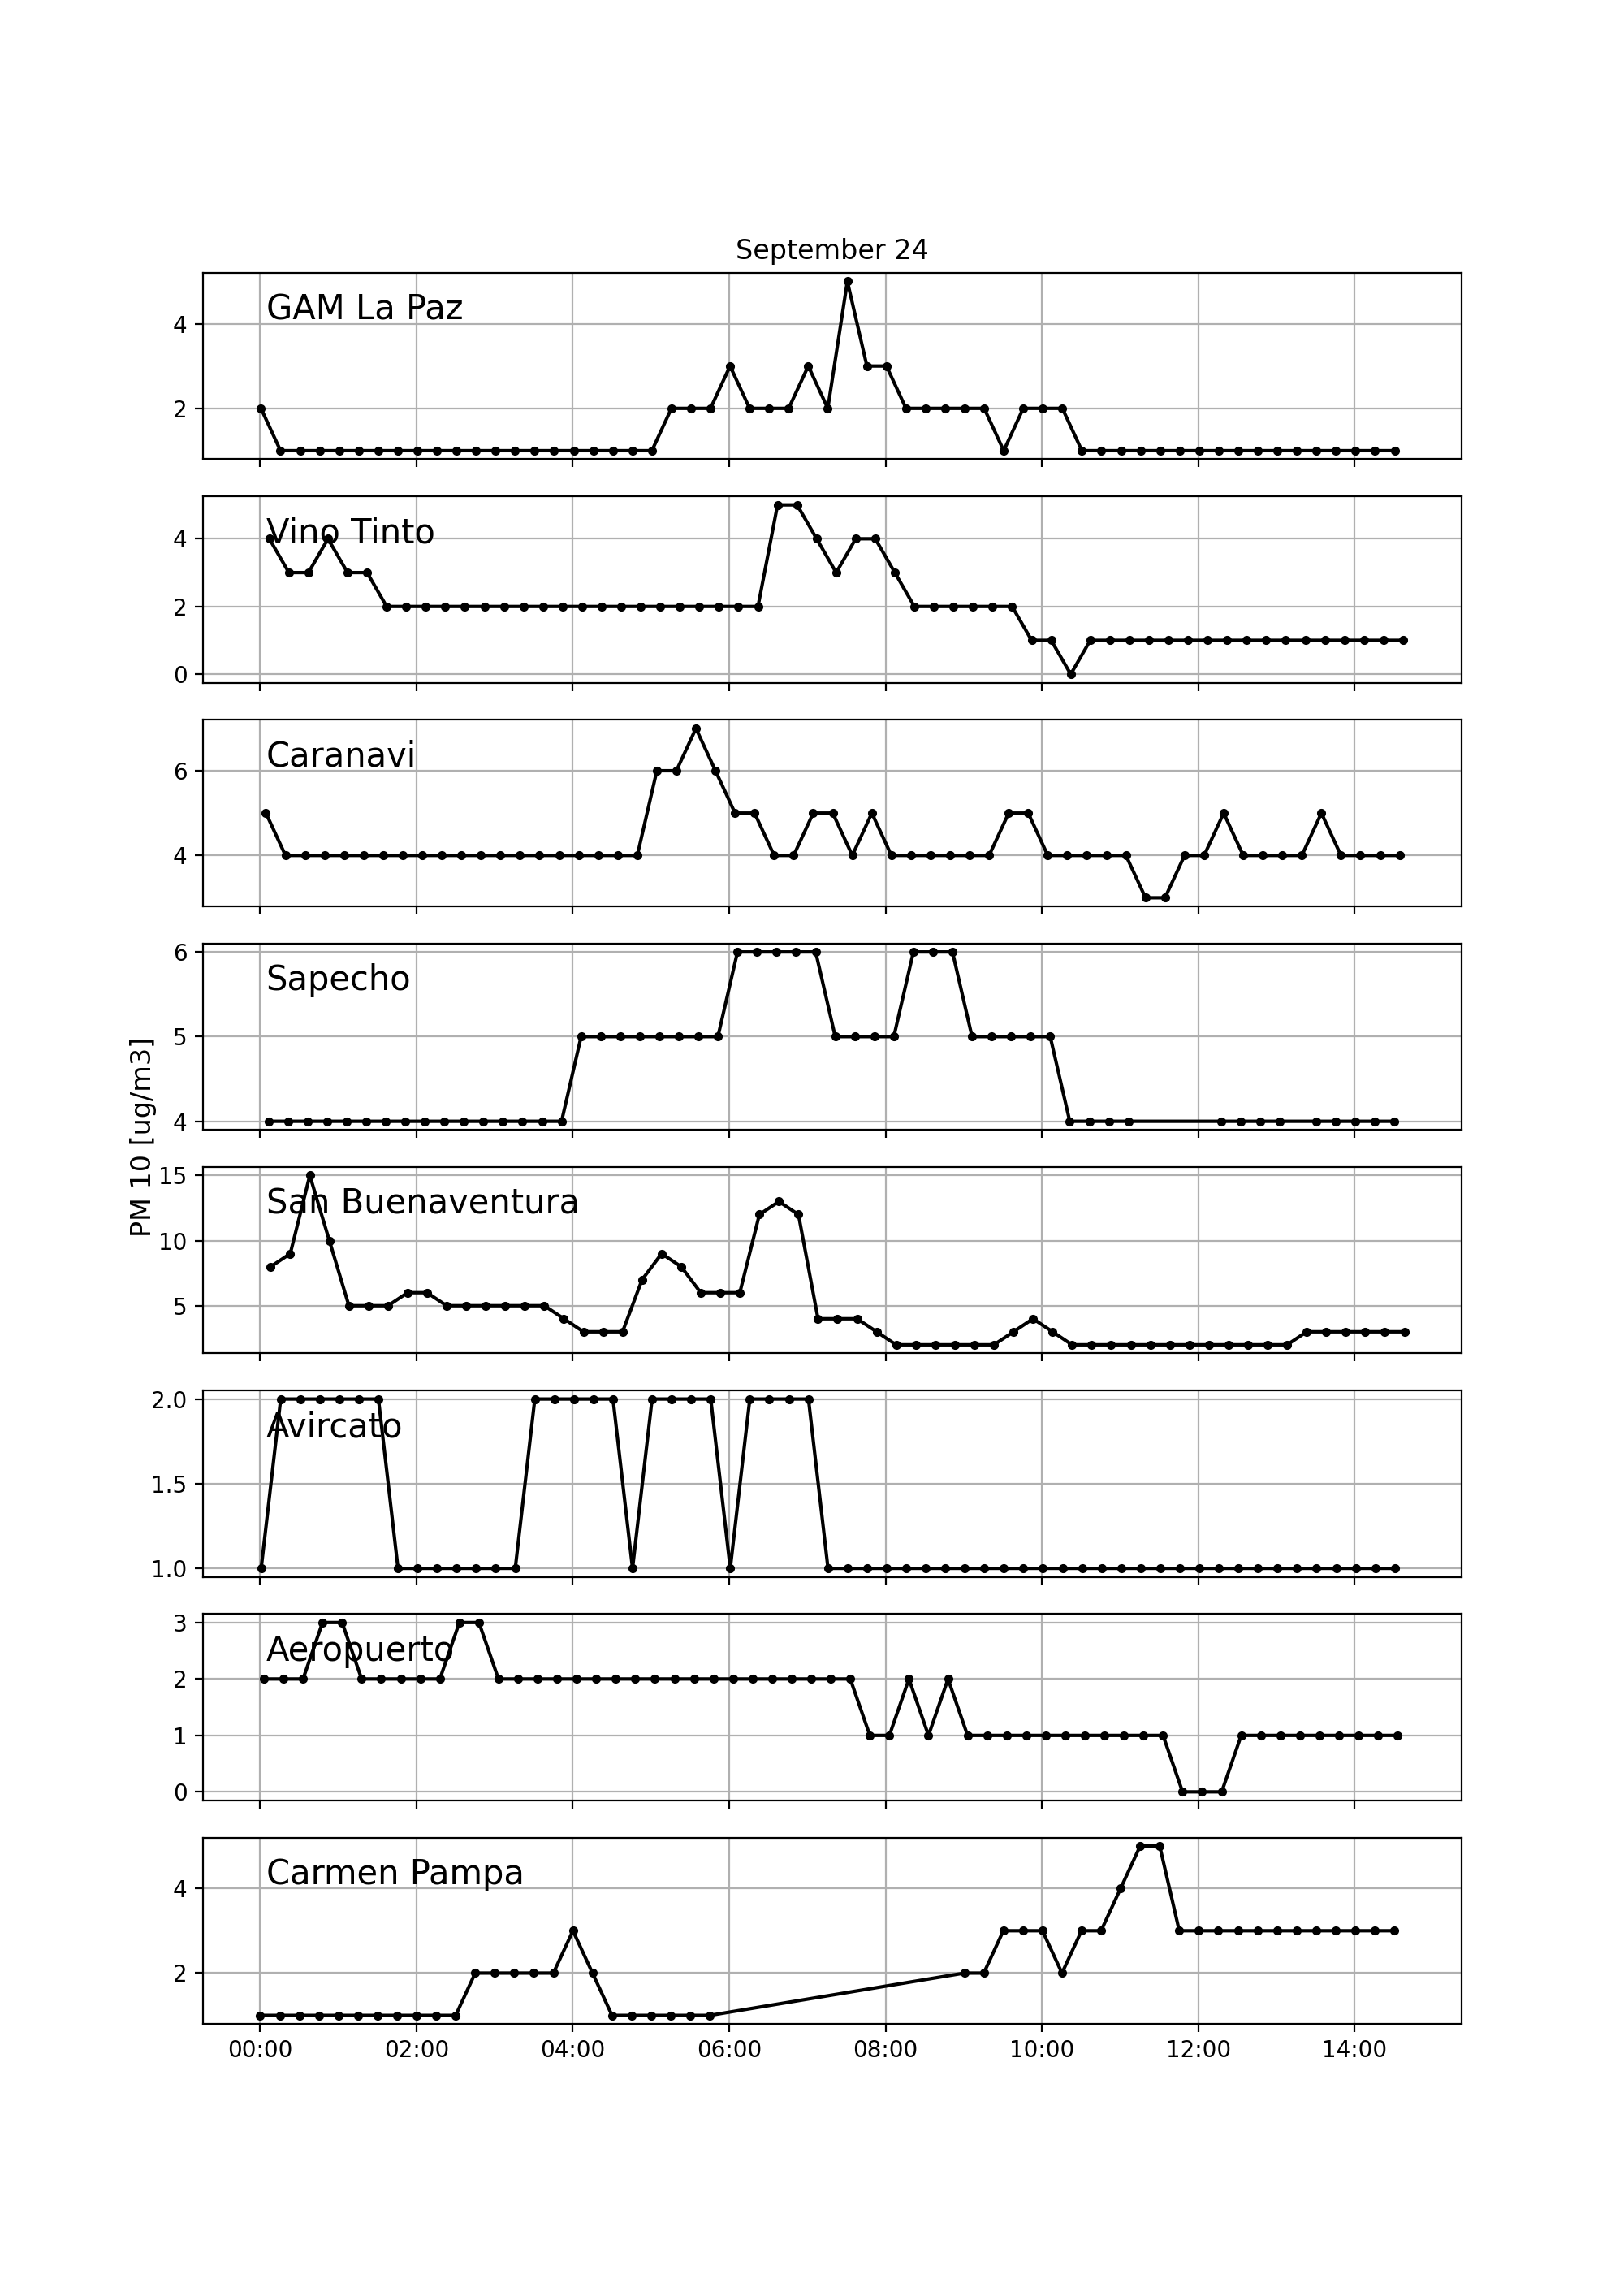 September 24
GAM La Paz
4
2
Vino Tinto
4
2
0
Caranavi
6
4
Sapecho
6
5
4
PM 10 [ug/m3]
San Buenaventura
15
10
5
Avircato
2.0
1.5
1.0
Aeropuerto
3
2
1
0
Carmen Pampa
4
2
00:00 02:00 04:00 06:00 08:00 10:00 12:00 14:00